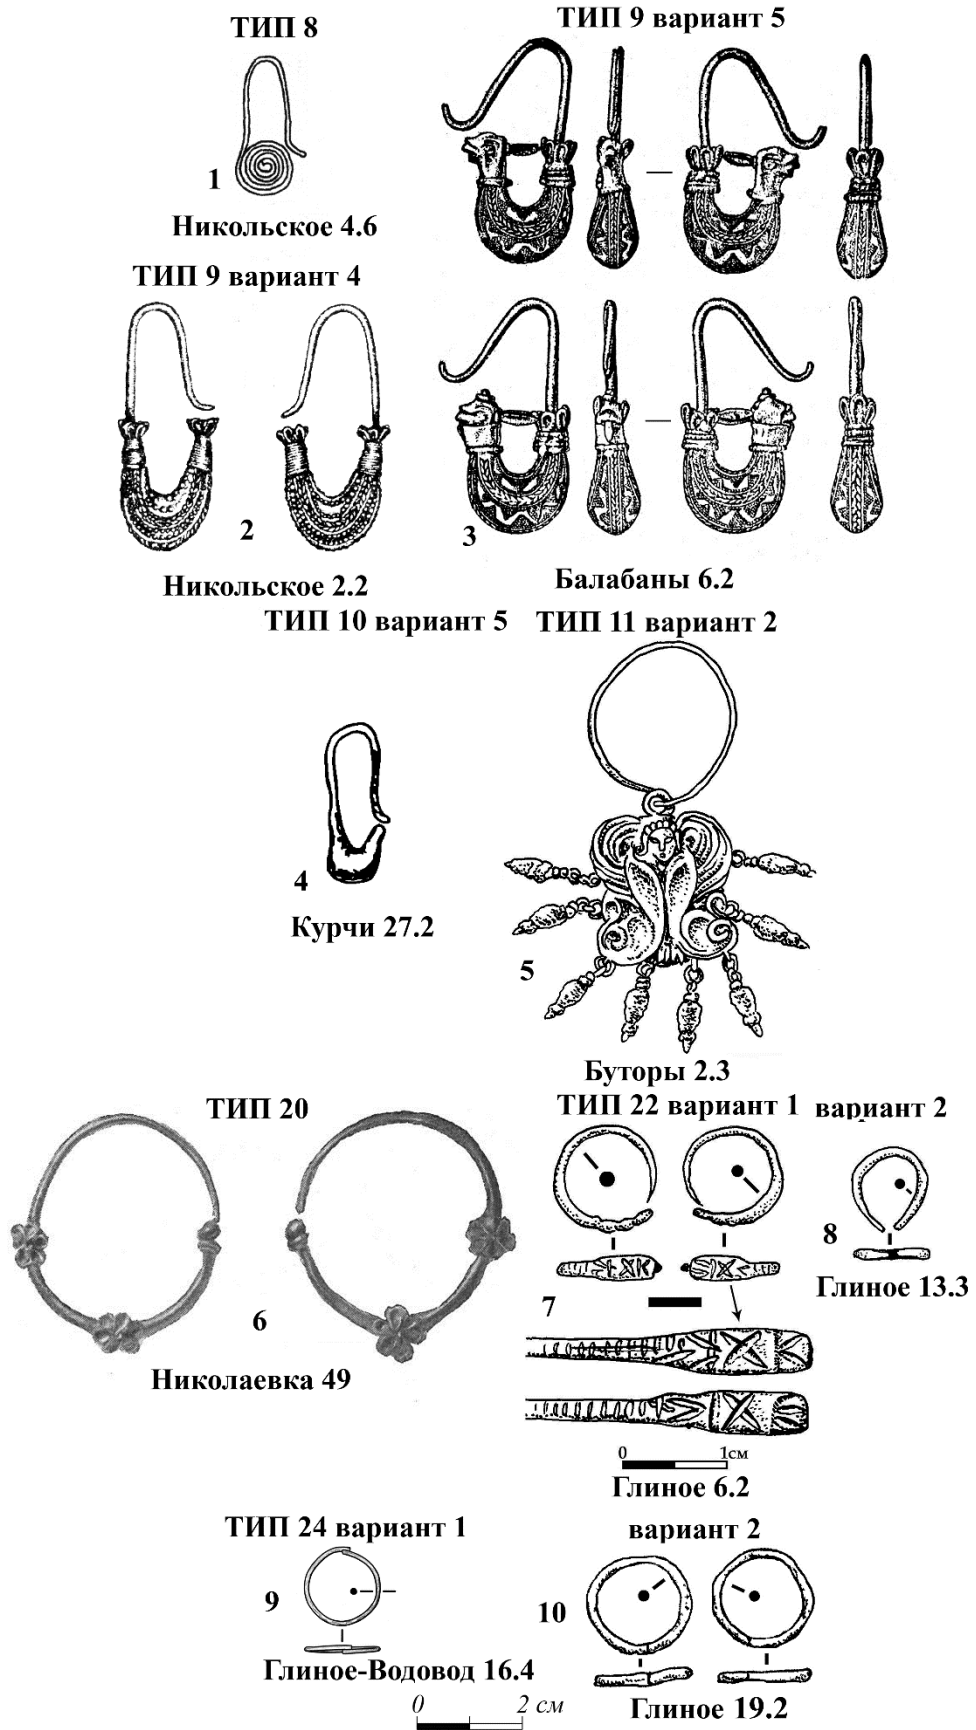 ТИП 8
ТИП 9 вариант 5
1
Никольское 4.6
ТИП 9 вариант 4
2
3
Никольское 2.2
Балабаны 6.2
ТИП 10 вариант 5
ТИП 11 вариант 2
4
Курчи 27.2
5
Буторы 2.3
ТИП 20
ТИП 22 вариант 1
вариант 2
6
7
8
Глиное 13.3
Николаевка 49
0 1см
Глиное 6.2
ТИП 24 вариант 1
вариант 2
9
10
Глиное-Водовод 16.4
Глиное 19.2
0 2 см